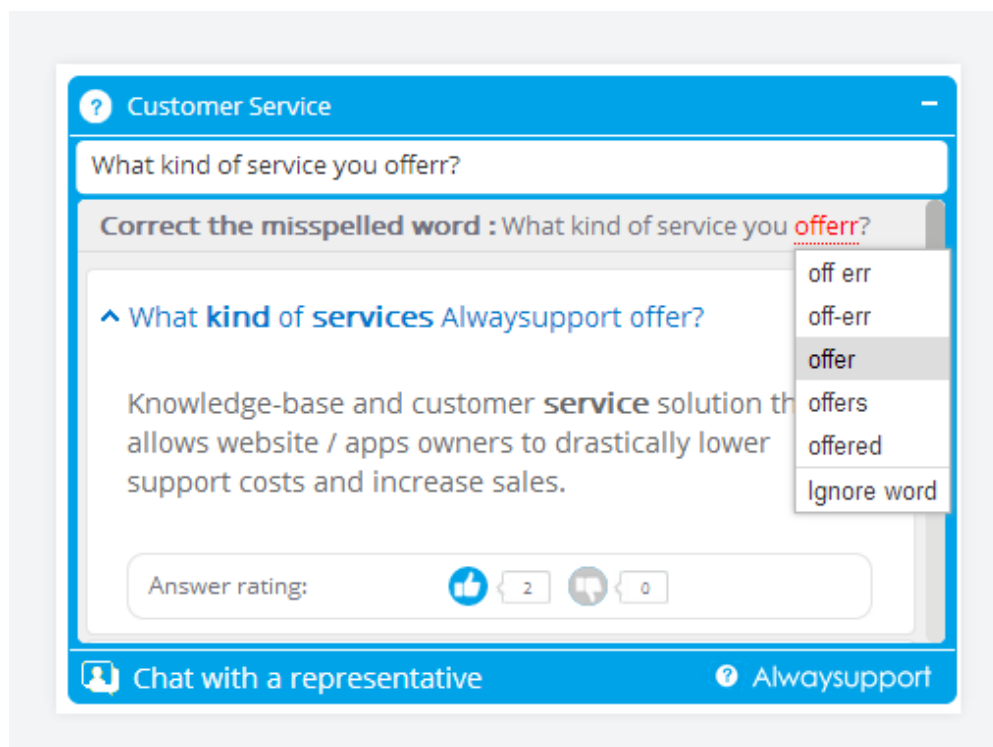 ? Customer Service
What kind of service you offerr?
Correct the misspelled word : What kind of service you offerr?
off err
off-err
offer
offers
offered
Ignore word
What kind of services Alwaysupport offer?
Knowledge-base and customer service solution th
allows website / apps owners to drastically lower
support costs and increase sales.
Answer rating: 2 0
Chat with a representative ? Alwaysupport